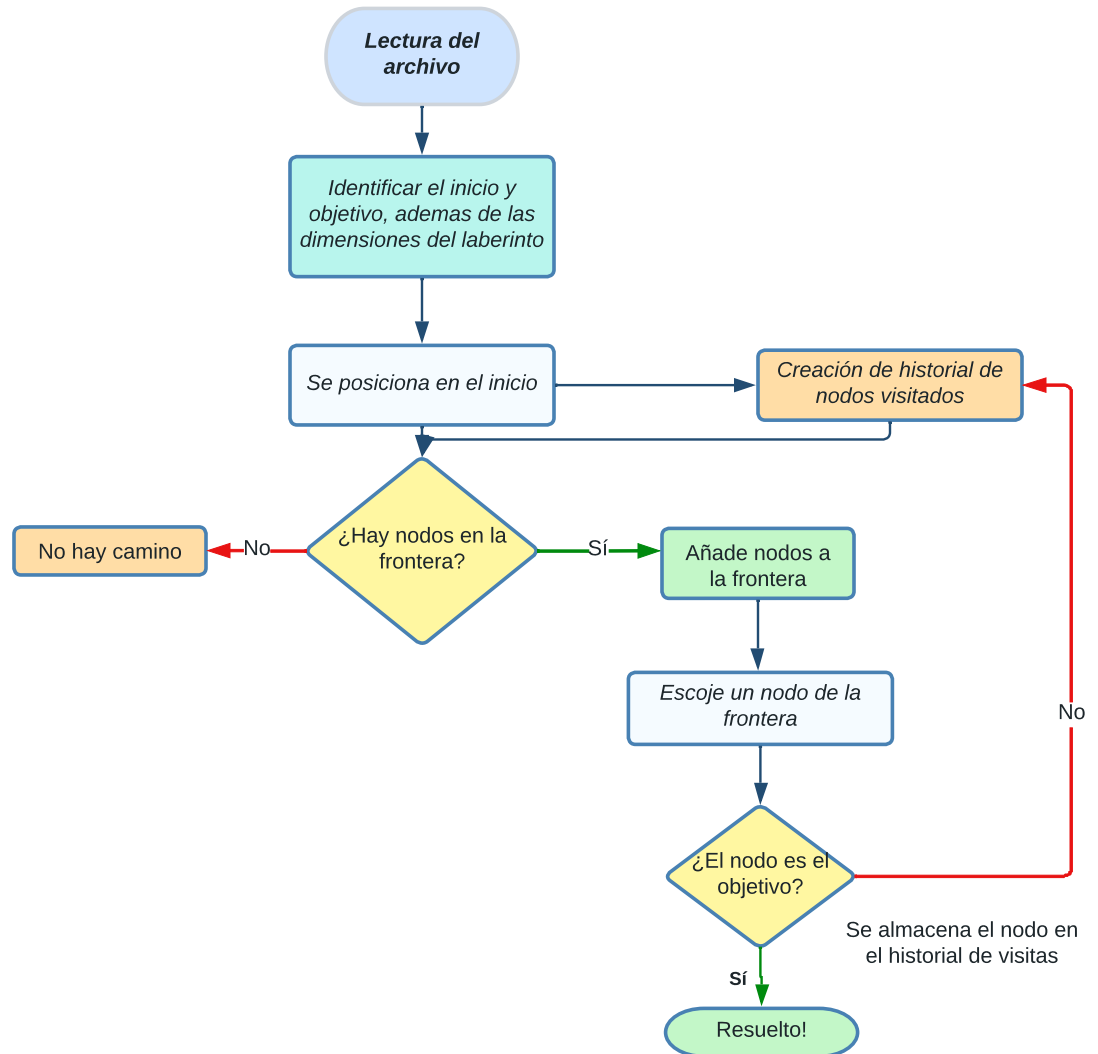 Lectura del
archivo
Identificar el inicio y
objetivo, ademas de las
dimensiones del laberinto
Se posiciona en el inicio
Creación de historial de
nodos visitados
¿Hay nodos en la
frontera?
No
No hay camino
Sí
Añade nodos a
la frontera
Escoje un nodo de la
frontera
No
¿El nodo es el
objetivo?
Se almacena el nodo en
el historial de visitas
Sí
Resuelto!